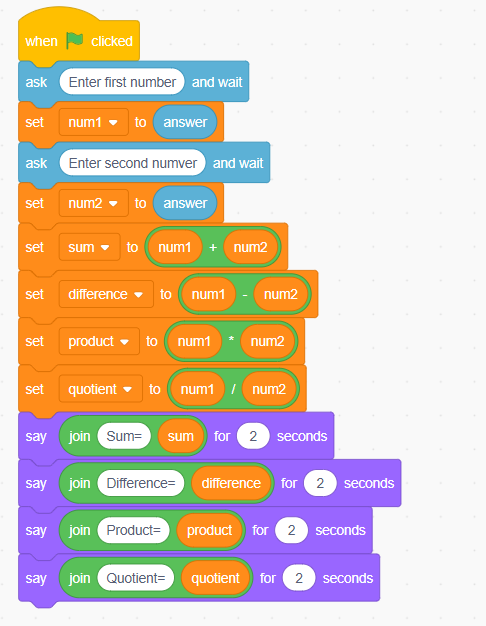 when clicked
ask Enter first number and wait
set num1 to answer
ask Enter second numver and wait
set num2 to answer
set sum to num1 + num2
set difference to num1 - num2
set product to num1 * num2
set quotient to num1 / num2
say join Sum= sum for 2 seconds
say join Difference= difference for 2 seconds
say join Product= product for 2 seconds
say join Quotient= quotient for 2 seconds